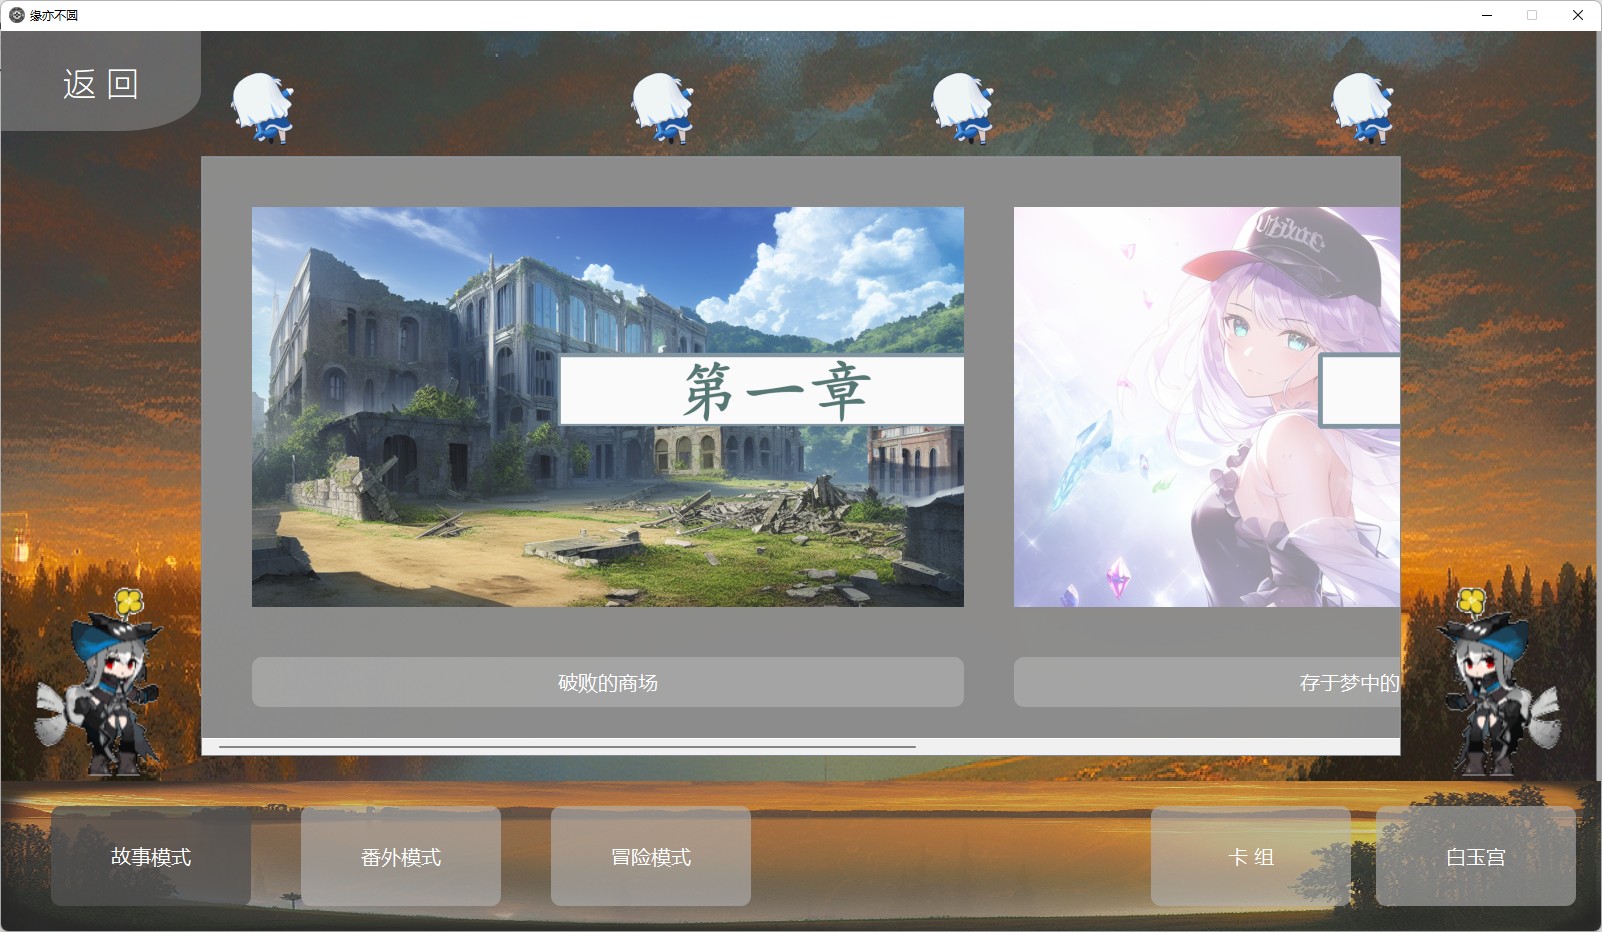 缘亦不圆
返 回
第一章
破败的商场
存于梦中的
故事模式
番外模式
冒险模式
卡 组
白玉宫